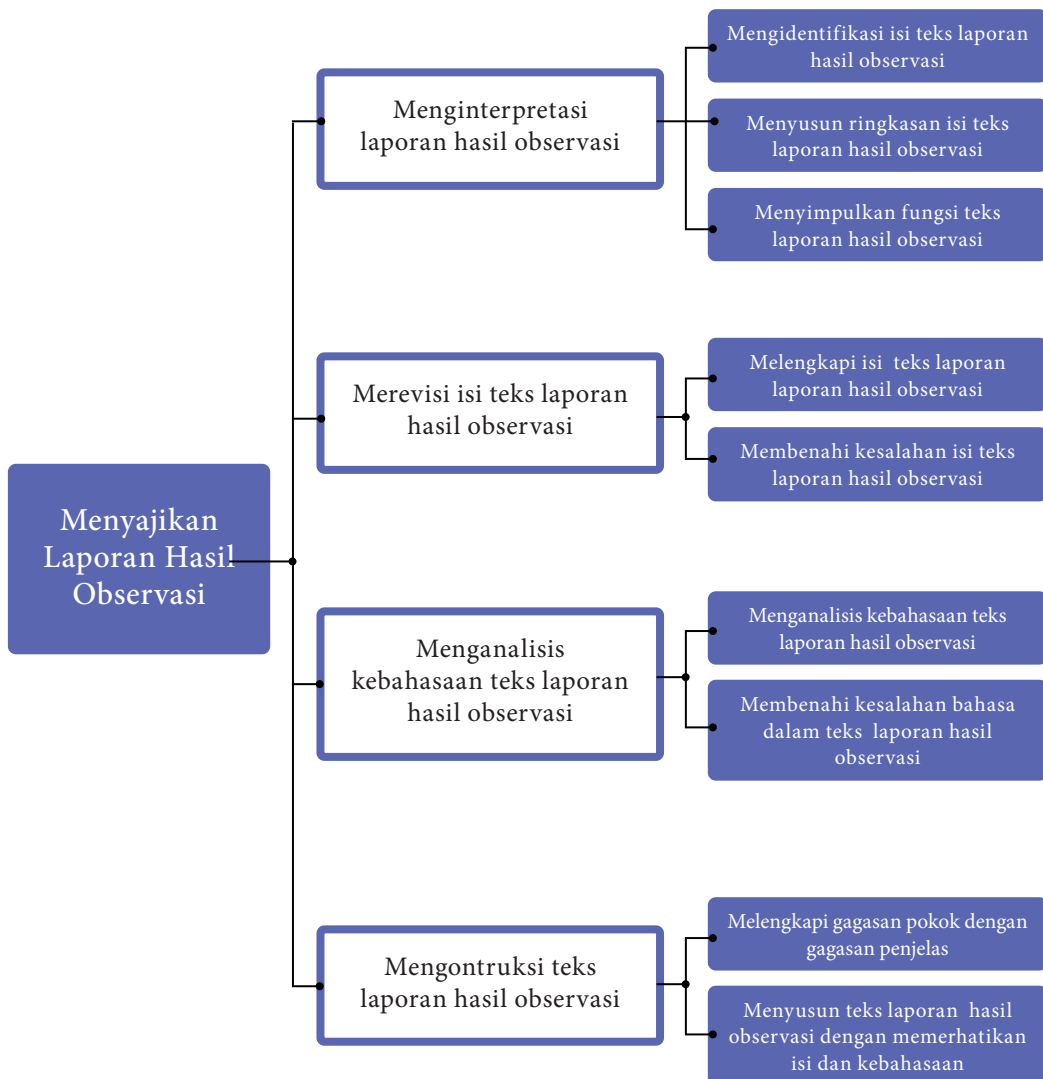 Menyajikan
Laporan Hasil
Observasi
Menginterpretasi
laporan hasil observasi
Mengidentifikasi isi teks laporan
hasil observasi
Menyusun ringkasan isi teks
laporan hasil observasi
Menyimpulkan fungsi teks
laporan hasil observasi
Merevisi isi teks laporan
hasil observasi
Melengkapi isi teks laporan
laporan hasil observasi
Membenahi kesalahan isi teks
laporan hasil observasi
Menganalisis
kebahasaan teks laporan
hasil observasi
Menganalisis kebahasaan teks
laporan hasil observasi
Membenahi kesalahan bahasa
dalam teks laporan hasil
observasi
Mengontruksi teks
laporan hasil observasi
Melengkapi gagasan pokok dengan
gagasan penjelas
Menyusun teks laporan hasil
observasi dengan memerhatikan
isi dan kebahasaan